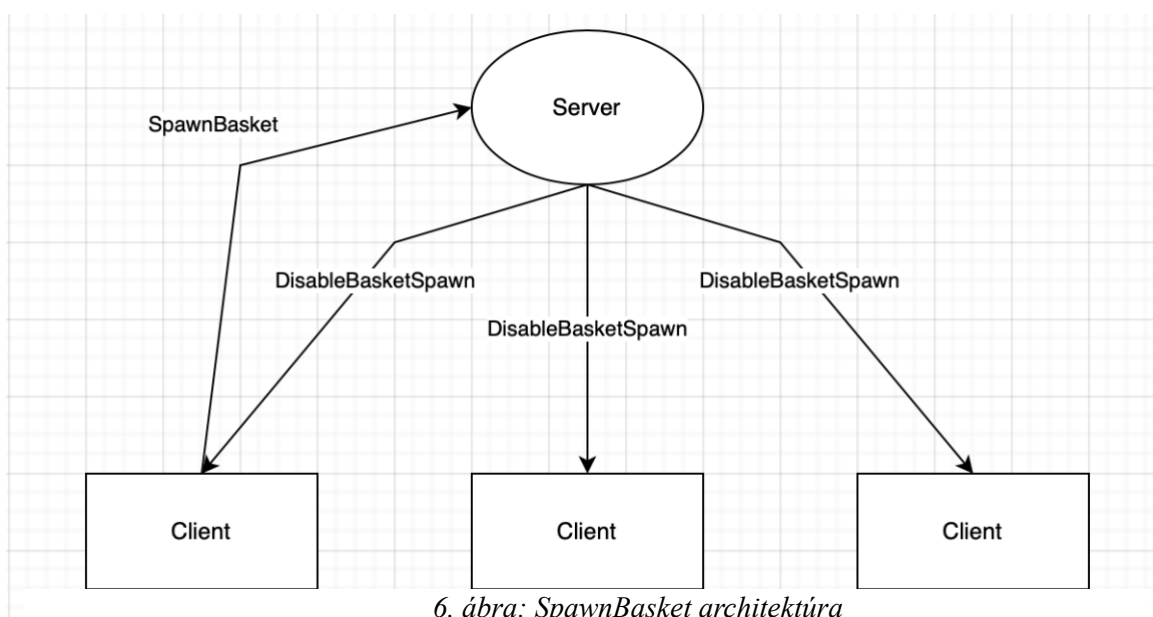 Server
SpawnBasket
DisableBasketSpawn
DisableBasketSpawn
DisableBasketSpawn
Client
Client
Client
6. ábra: SpawnBasket architektúra